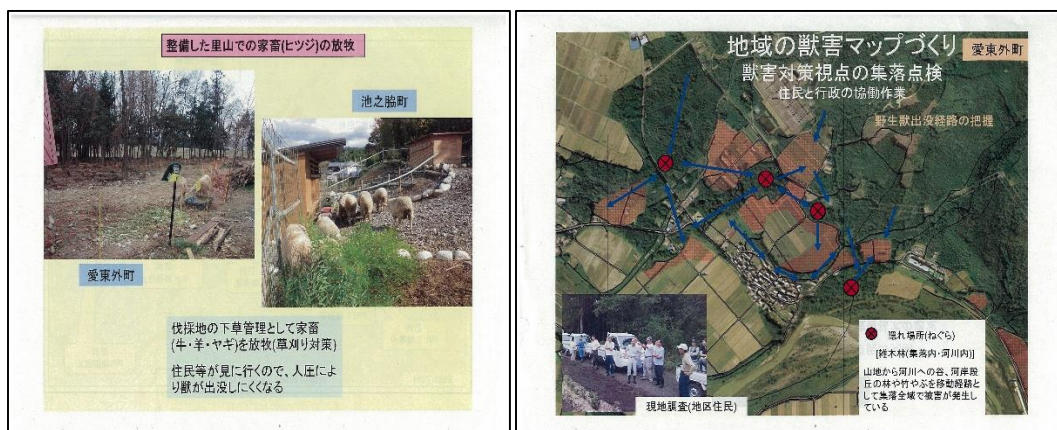 整備した里山での家畜(ヒツジ)の放牧
池之脇町
愛東外町
伐採地の下草管理として家畜
(牛・羊・ヤギ)を放牧(草刈り対策)
住民等が見に行くので、人圧によ
り獣が出没しにくくなる
地域の獣害マップづくり
愛東外町
獣害対策視点の集落点検
住民と行政の協働作業
野生獣出没経路の把握
隠れ場所(ねぐら)
[雑木林(集落内・河川内)]
山地から河川への谷、河岸段
丘の林や竹やぶを移動経路と
して集落全域で被害が発生し
ている
現地調査(地区住民)